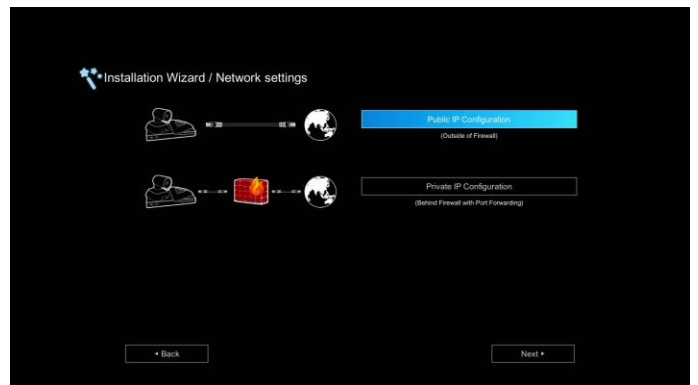 Installation Wizard / Network settings
Public IP Configuration
(Outside of Firewall)
Private IP Configuration
(Behind Firewall with Port Forwarding)
Back
Next